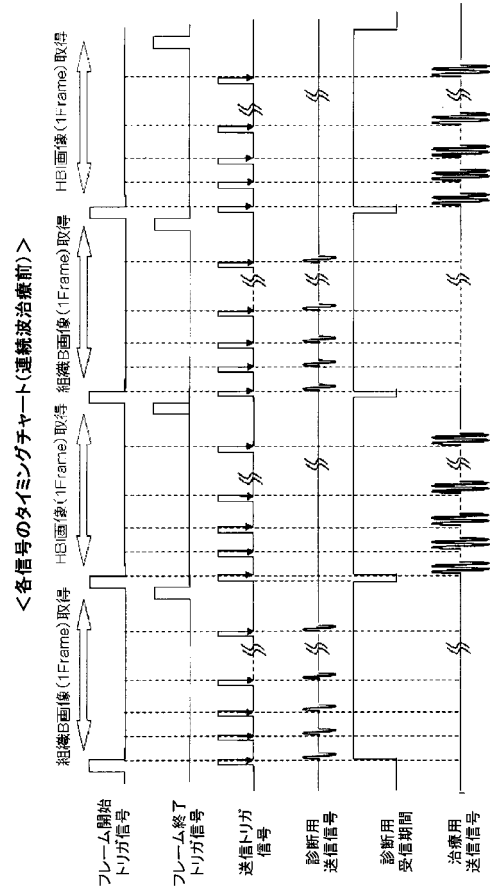 ＜各信号のタイミングチャート(連続波治療前)＞
組織B画像(1Frame)取得
HBI画像(1Frame)取得
組織B画像(1Frame)取得
HBI画像(1Frame)取得
フレーム開始
トリガ信号
フレーム終了
トリガ信号
送信トリガ
信号
診断用
送信信号
診断用
受信期間
治療用
送信信号